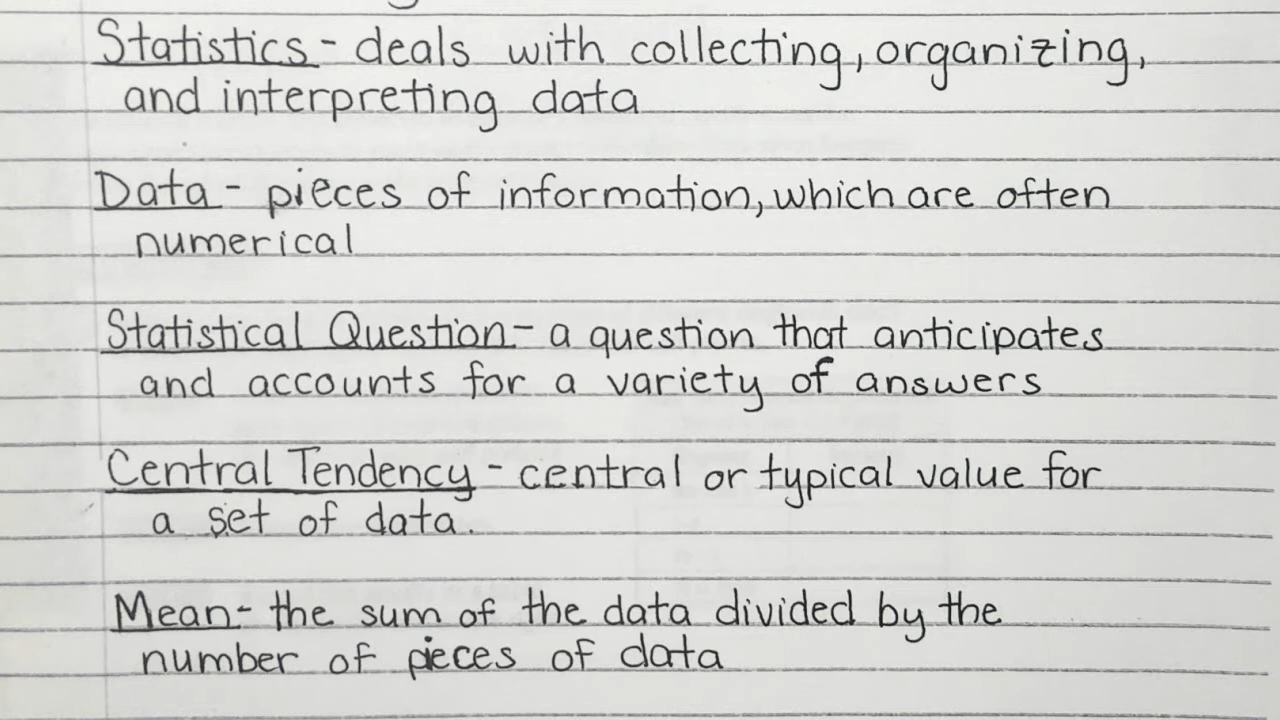 Statistics - deals with collecting, organizing,
and interpreting data
Data - pieces of information, which are often
numerical
Statistical Question - a question that anticipates
and accounts for a variety of answers
Central Tendency - central or typical value for
a set of data.
Mean - the sum of the data divided by the
number of pieces of data